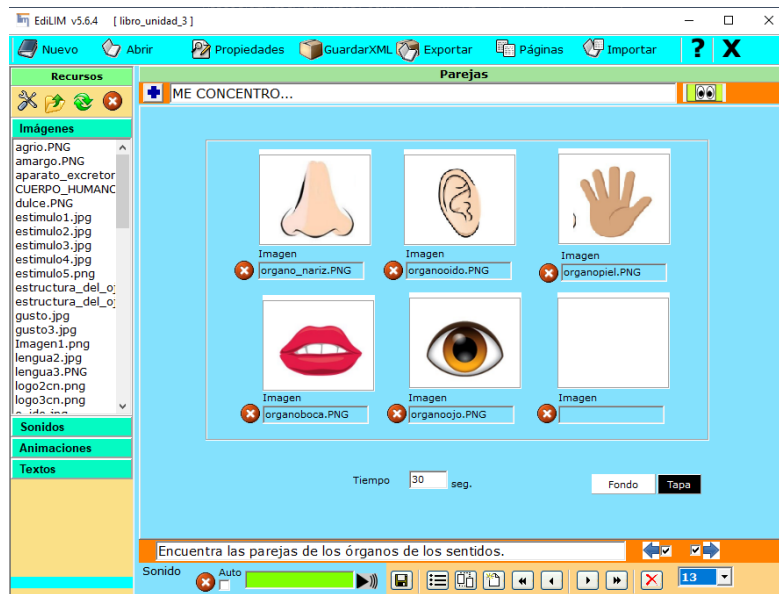 EdiLIM v5.6.4 [ libro_unidad_3 ]
Nuevo Abrir Propiedades GuardarXML Exportar Páginas Importar ? X
Recursos
Parejas
ME CONCENTRO...
Imágenes
agrio.PNG
amargo.PNG
aparato_excretor
CUERPO_HUMANO
dulce.PNG
estimulo1.jpg
estimulo2.jpg
estimulo3.jpg
estimulo4.jpg
estimulo5.png
estructura_del_oj
estructura_del_oj
gusto.jpg
gusto3.jpg
Imagen1.png
lengua2.jpg
lengua3.PNG
logo2cn.png
logo3cn.png
Sonidos
Animaciones
Textos
Imagen Imagen Imagen
organo_nariz.PNG organooido.PNG organopiel.PNG
Imagen Imagen Imagen
organoboca.PNG organoojo.PNG
Tiempo 30 seg. Fondo Tapa
Encuentra las parejas de los órganos de los sentidos.
Sonido Auto 13